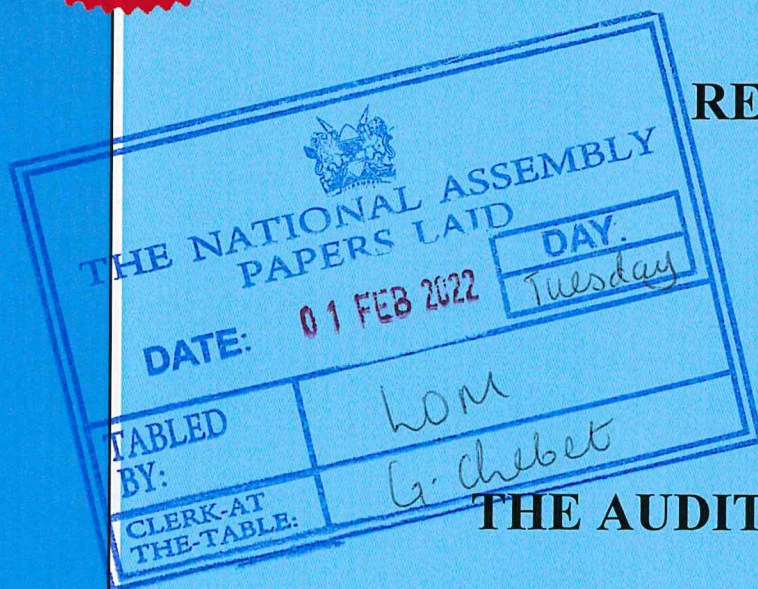 RE
THE NATIONAL ASSEMBLY
PAPERS LAID
DAY.
Tuesday
DATE: 01 FEB 2022
TABLED BY:
LOM
CLERK-AT THE-TABLE:
G. Chebet
THE AUDIT